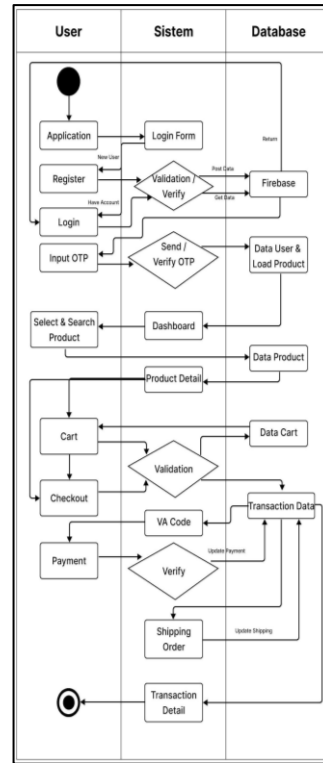 User Sistem Database
Application Login Form
Return
New User
Register
Validation /
Verify
Post Data
Get Data
Firebase
Have Account
Login
Input OTP
Send /
Verify OTP
Data User &
Load Product
Select & Search
Product
Dashboard
Data Product
Product Detail
Cart
Data Cart
Validation
Checkout
Transaction Data
VA Code
Payment
Verify
Update Payment
Shipping
Order
Update Shipping
Transaction
Detail